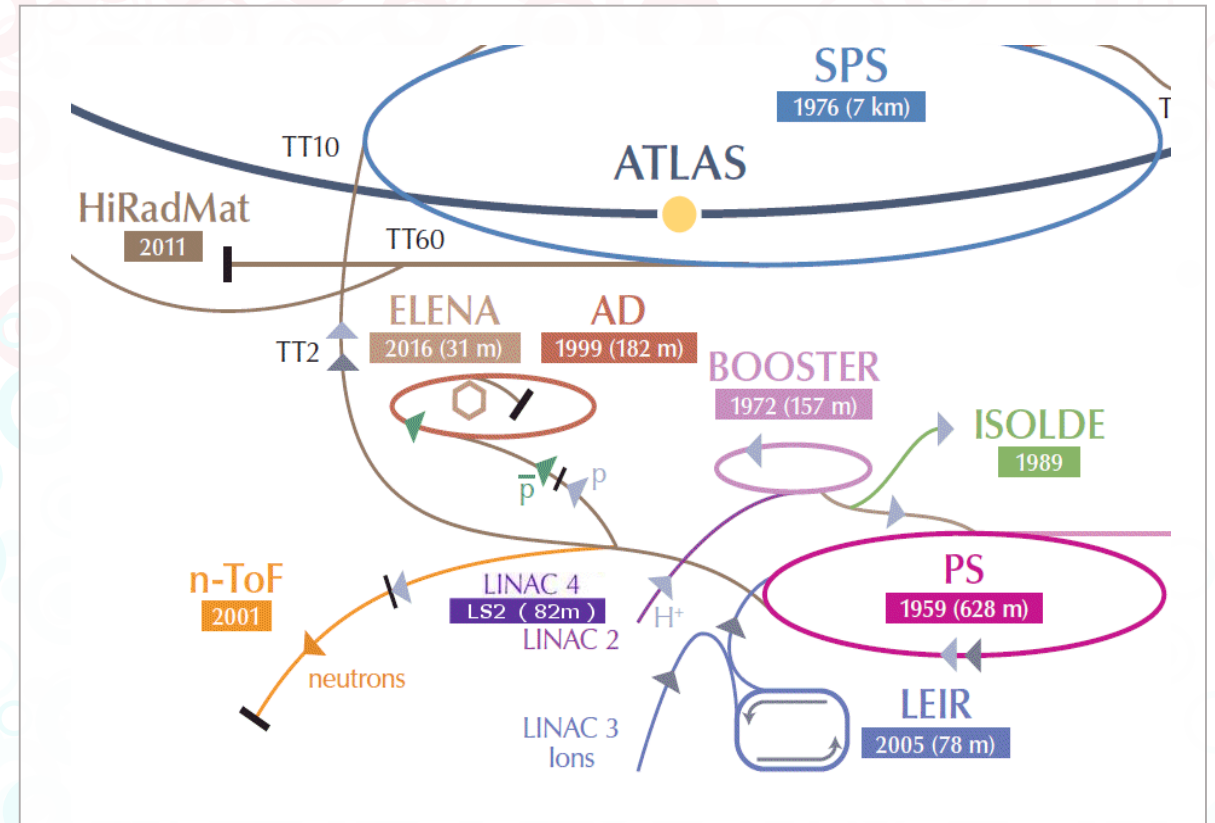 SPS
1976 (7 km)
TT10
ATLAS
HiRadMat
2011
TT60
ELENA
2016 (31 m)
AD
1999 (182 m)
TT2
BOOSTER
1972 (157 m)
ISOLDE
1989
p̅
p
n-ToF
2001
LINAC 4
LS2 ( 82m )
LINAC 2
H⁺
PS
1959 (628 m)
neutrons
LINAC 3
Ions
LEIR
2005 (78 m)